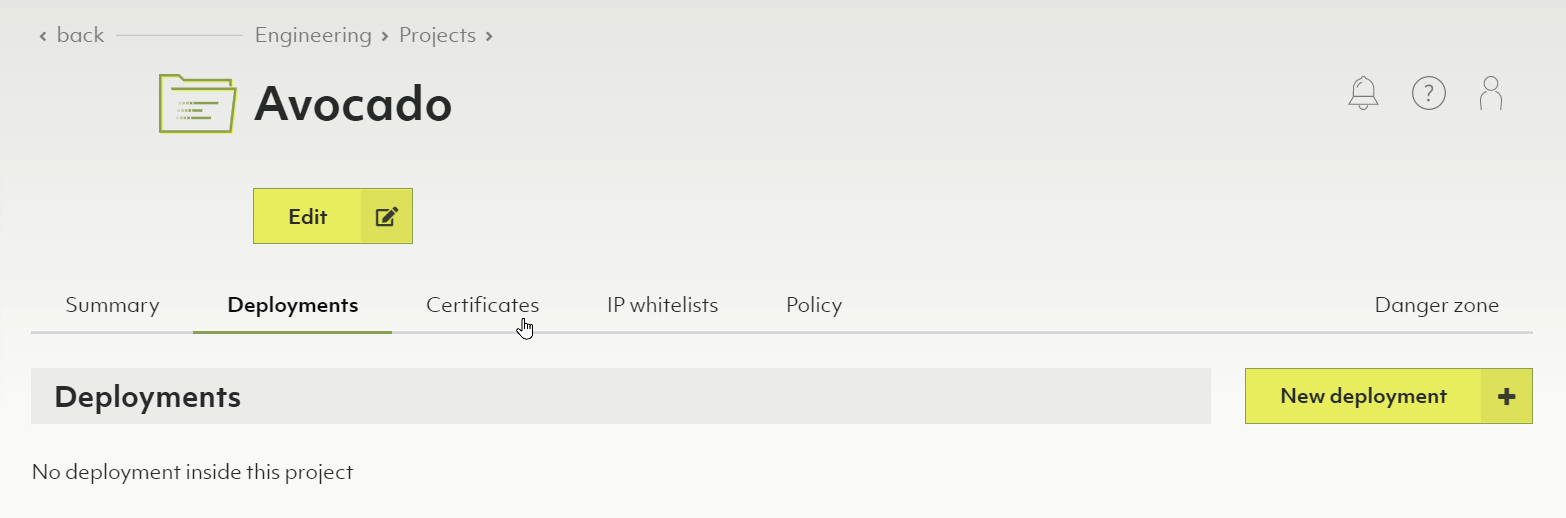 ‹ back Engineering › Projects ›
Avocado
?
Edit
Summary Deployments Certificates IP whitelists Policy Danger zone
Deployments New deployment +
No deployment inside this project